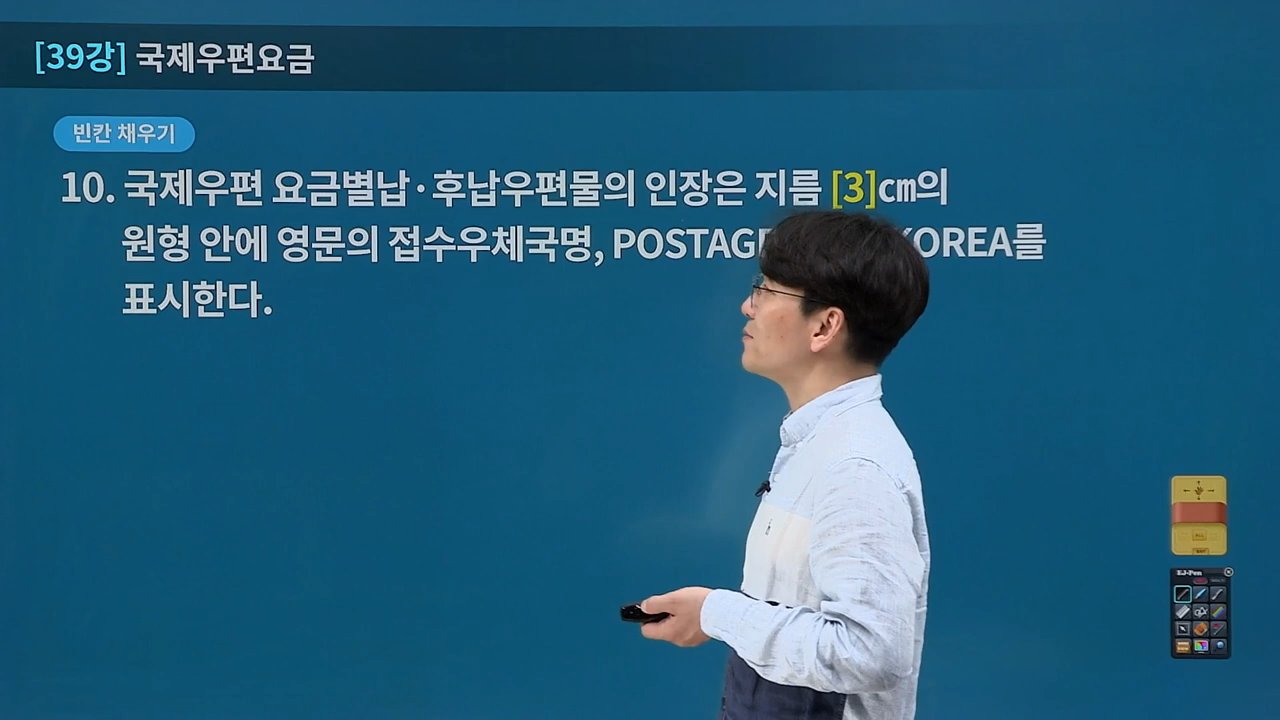 [39강] 국제우편요금
빈칸 채우기
10. 국제우편 요금별납·후납우편물의 인장은 지름 [3]㎝의
원형 안에 영문의 접수우체국명, POSTAGE OREA를
표시한다.
EJ-Pen